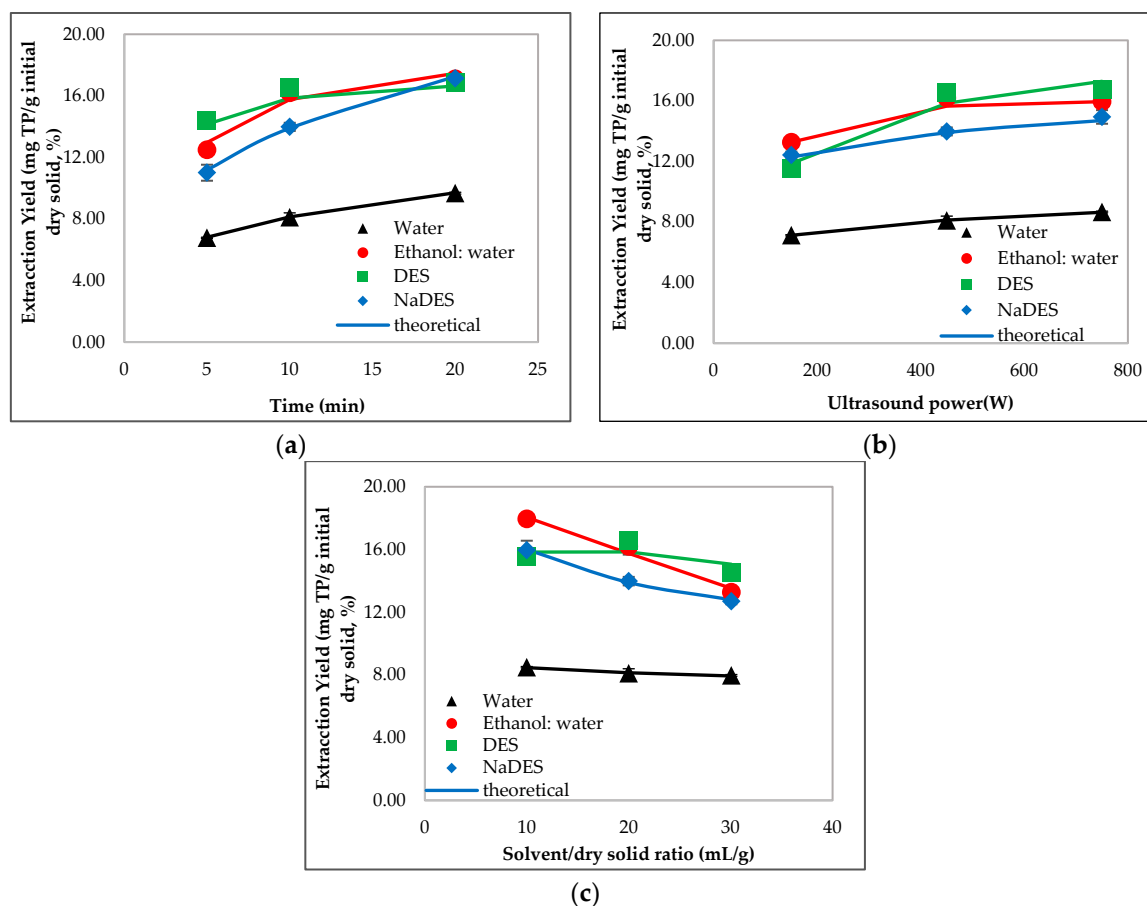 Extracction Yield (mg TP/g initial
dry solid, %)
20.00
16.00
12.00
8.00
4.00
0.00
0 5 10 15 20 25
Time (min)
Water
Ethanol: water
DES
NaDES
theoretical
(a)
Extracction Yield (mg TP/g initial
dry solid, %)
20.00
16.00
12.00
8.00
4.00
0.00
0 200 400 600 800
Ultrasound power(W)
Water
Ethanol: water
DES
NaDES
theoretical
(b)
Extracction Yield (mg TP/g initial
dry solid, %)
20.00
16.00
12.00
8.00
4.00
0.00
0 10 20 30 40
Solvent/dry solid ratio (mL/g)
Water
Ethanol: water
DES
NaDES
theoretical
(c)